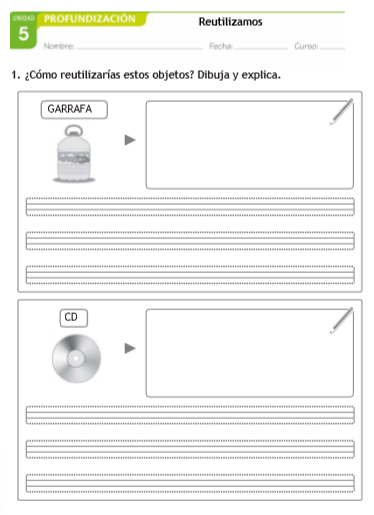 UNIDAD
5
PROFUNDIZACIÓN
Reutilizamos
Nombre: Fecha: Curso:
1. ¿Cómo reutilizarías estos objetos? Dibuja y explica.
GARRAFA
CD